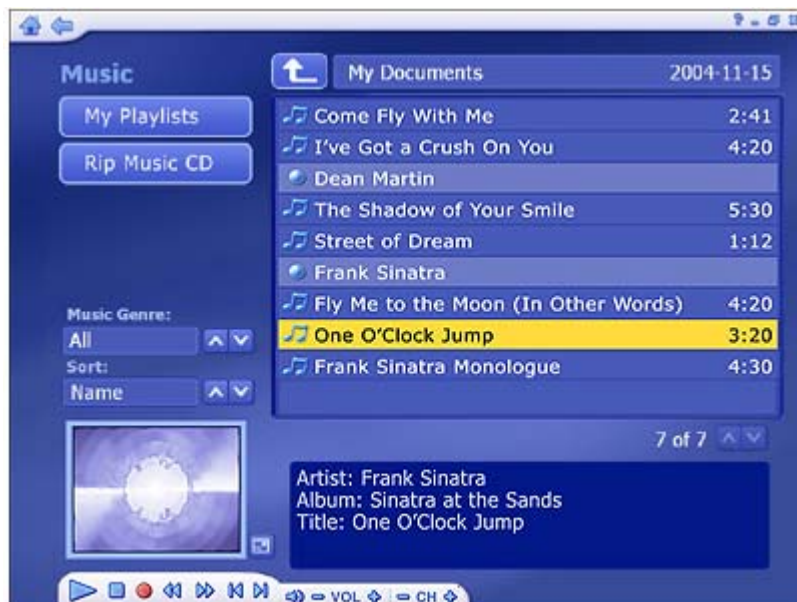 Music
My Playlists
Rip Music CD
My Documents 2004-11-15
Come Fly With Me 2:41
I've Got a Crush On You 4:20
Dean Martin
The Shadow of Your Smile 5:30
Street of Dream 1:12
Frank Sinatra
Fly Me to the Moon (In Other Words) 4:20
One O'Clock Jump 3:20
Frank Sinatra Monologue 4:30
Music Genre:
All
Sort:
Name
7 of 7
Artist: Frank Sinatra
Album: Sinatra at the Sands
Title: One O'Clock Jump
VOL CH